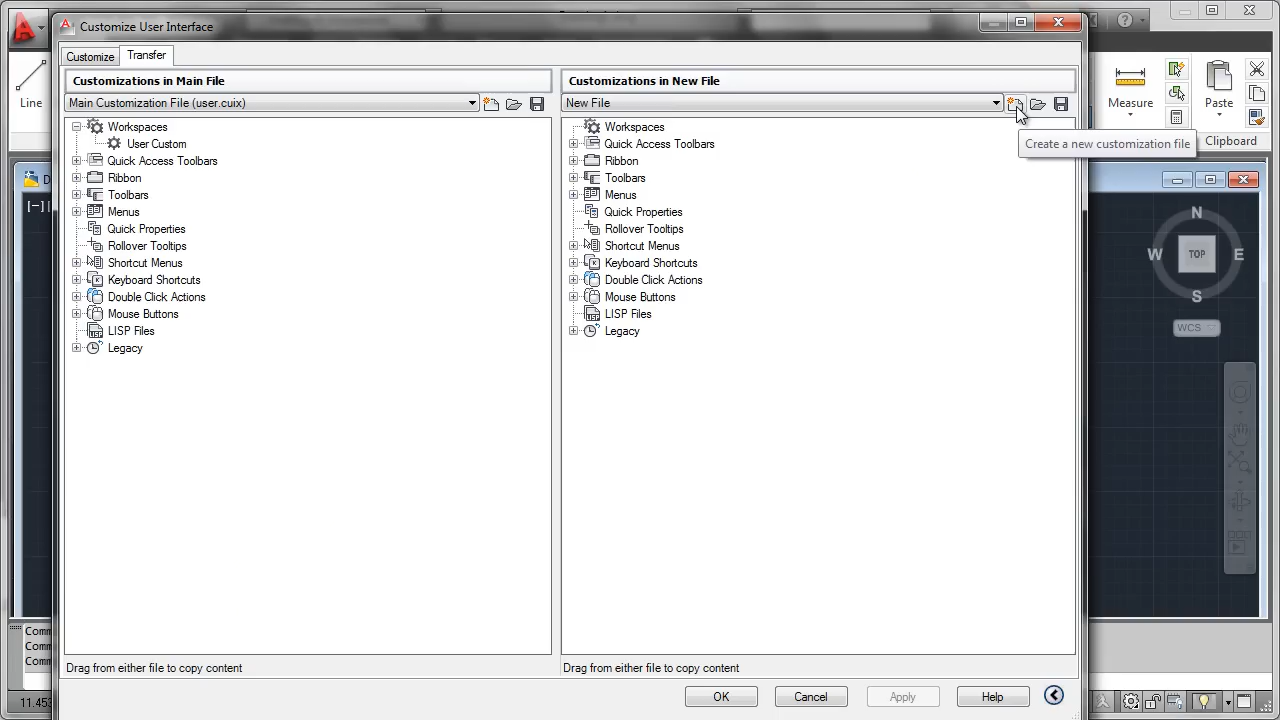 Customize User Interface
Customize
Transfer
Customizations in Main File
Main Customization File (user.cuix)
Workspaces
User Custom
Quick Access Toolbars
Ribbon
Toolbars
Menus
Quick Properties
Rollover Tooltips
Shortcut Menus
Keyboard Shortcuts
Double Click Actions
Mouse Buttons
LISP Files
Legacy
Drag from either file to copy content
Customizations in New File
New File
Workspaces
Quick Access Toolbars
Ribbon
Toolbars
Menus
Quick Properties
Rollover Tooltips
Shortcut Menus
Keyboard Shortcuts
Double Click Actions
Mouse Buttons
LISP Files
Legacy
Drag from either file to copy content
Create a new customization file
OK
Cancel
Apply
Help
Line
Measure
Paste
Clipboard
N
W
TOP
E
S
WCS
[−]
Comm
Comm
Comm
11.453